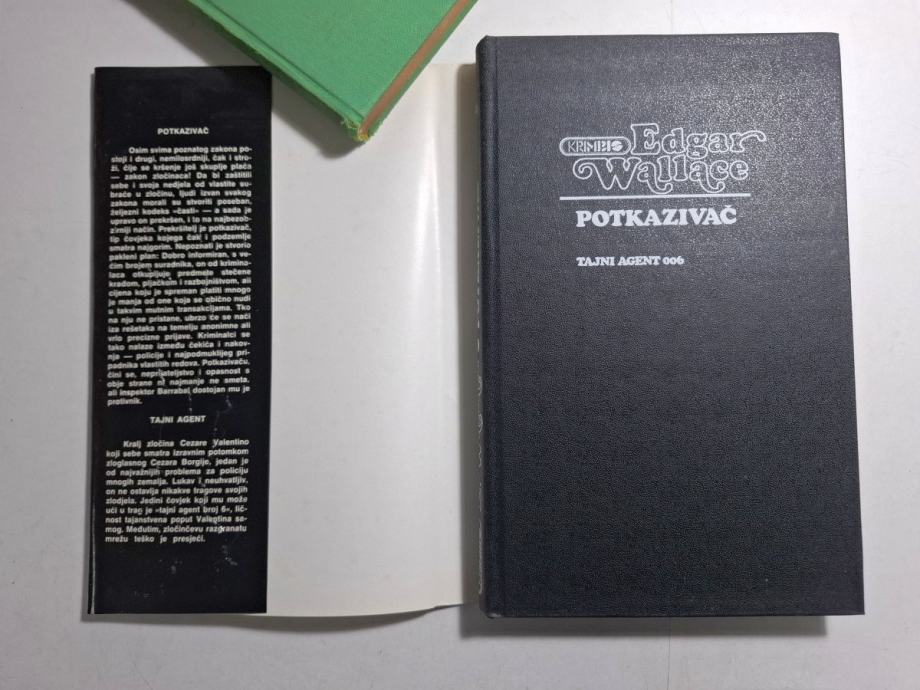 POTKAZIVAČ
Osim svima poznatog zakona po-
stoji i drugi, nemilosrdniji, čak i stro-
ži, čije se kršenje još skuplje plaća
— zakon zločinaca! Da bi zaštitili
sebe i svoja nedjela od vlastite su-
braće u zločinu, ljudi izvan svakog
zakona morali su stvoriti poseban,
željezni kodeks »časti« — a sada je
upravo on prekršen, i to na najbezob-
zirniji način. Prekršitelj je potkazivač,
tip čovjeka kojega čak i podzemlje
smatra najgorim. Nepoznati je stvorio
pakleni plan: Dobro informiran, s ve-
ćim brojem suradnika, on od krimina-
laca otkupljuje predmete stečene
krađom, pljačkom i razbojništvom, ali
cijena koju je spreman platiti mnogo
je manja od one koja se obično nudi
u takvim mutnim transakcijama. Tko
na nju ne pristane, ubrzo će se naći
iza rešetaka na temelju anonimne ali
vrlo precizne prijave. Kriminalci se
tako nalaze između čekića i nakov-
nja — policije i najpodmuklijeg pri-
padnika vlastitih redova. Potkazivaču,
čini se, neprijateljstvo i opasnost s
obje strane ni najmanje ne smeta,
ali inspektor Barrabal dostojan mu je
protivnik.
TAJNI AGENT
Kralj zločina Cezare Valentino
koji sebe smatra izravnim potomkom
zloglasnog Cezara Borgije, jedan je
od najvažnijih problema za policiju
mnogih zemalja. Lukav i neuhvatljiv,
on ne ostavlja nikakve tragove svojih
zlodjela. Jedini čovjek koji mu može
ući u trag je »tajni agent broj 6«, lič-
nost tajanstvena poput Valentina sa-
mog. Međutim, zločinčevu razgranatu
mrežu teško je presjeći.
KRIMBIS Edgar
Wallace
POTKAZIVAČ
TAJNI AGENT 006